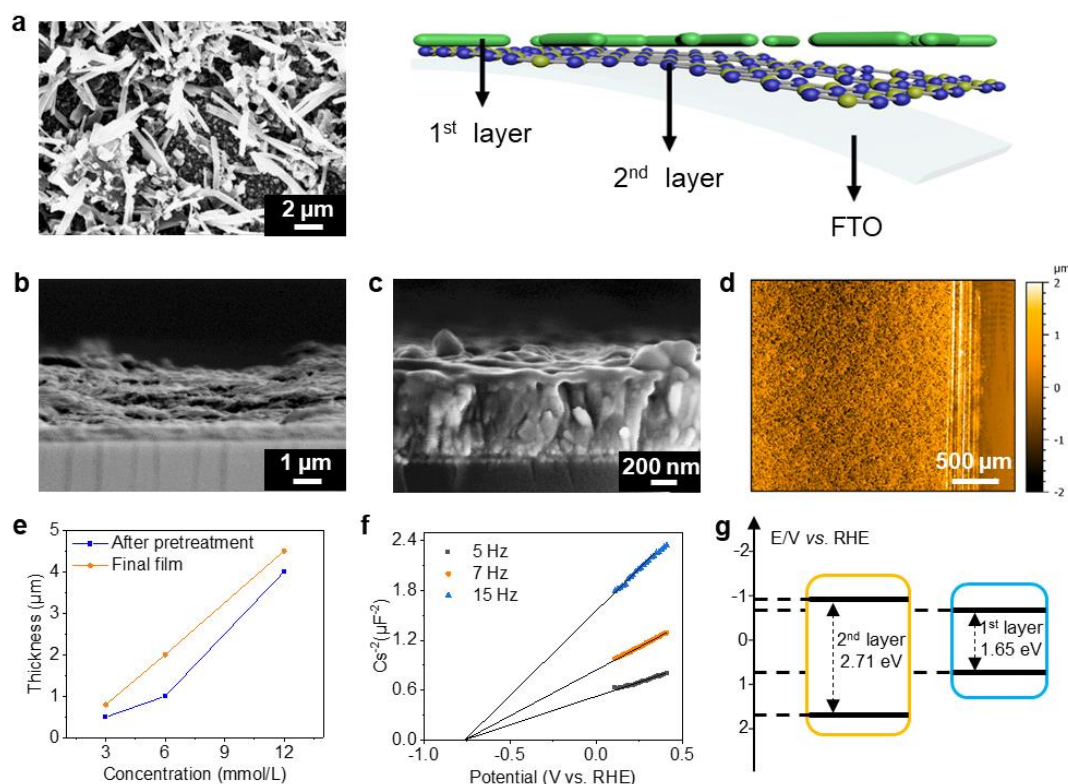 a
2 µm
1st layer
2nd layer
FTO
b
1 µm
c
200 nm
d
500 µm
µm
2
1
0
-1
-2
e
5
4
3
2
1
0
3
6
9
12
Thickness (µm)
Concentration (mmol/L)
After pretreatment
Final film
f
2.4
1.8
1.2
0.6
0.0
-1.0
-0.5
0.0
0.5
Cs-2(µF-2)
Potential (V vs. RHE)
5 Hz
7 Hz
15 Hz
g
E/V vs. RHE
-2
-1
0
1
2
2nd layer
2.71 eV
1st layer
1.65 eV